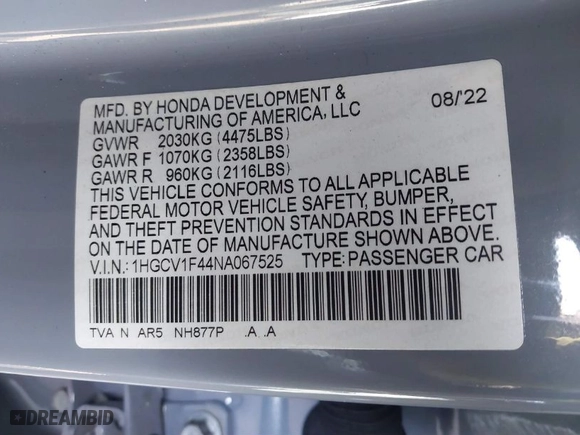 MFD. BY HONDA DEVELOPMENT & 08/'22
MANUFACTURING OF AMERICA, LLC
GVWR 2030KG (4475LBS)
GAWR F 1070KG (2358LBS)
GAWR R 960KG (2116LBS)
THIS VEHICLE CONFORMS TO ALL APPLICABLE
FEDERAL MOTOR VEHICLE SAFETY, BUMPER,
AND THEFT PREVENTION STANDARDS IN EFFECT
ON THE DATE OF MANUFACTURE SHOWN ABOVE.
V.I.N.: 1HGCV1F44NA067525 TYPE: PASSENGER CAR
TVA N AR5 NH877P .A .A
DREAMBID